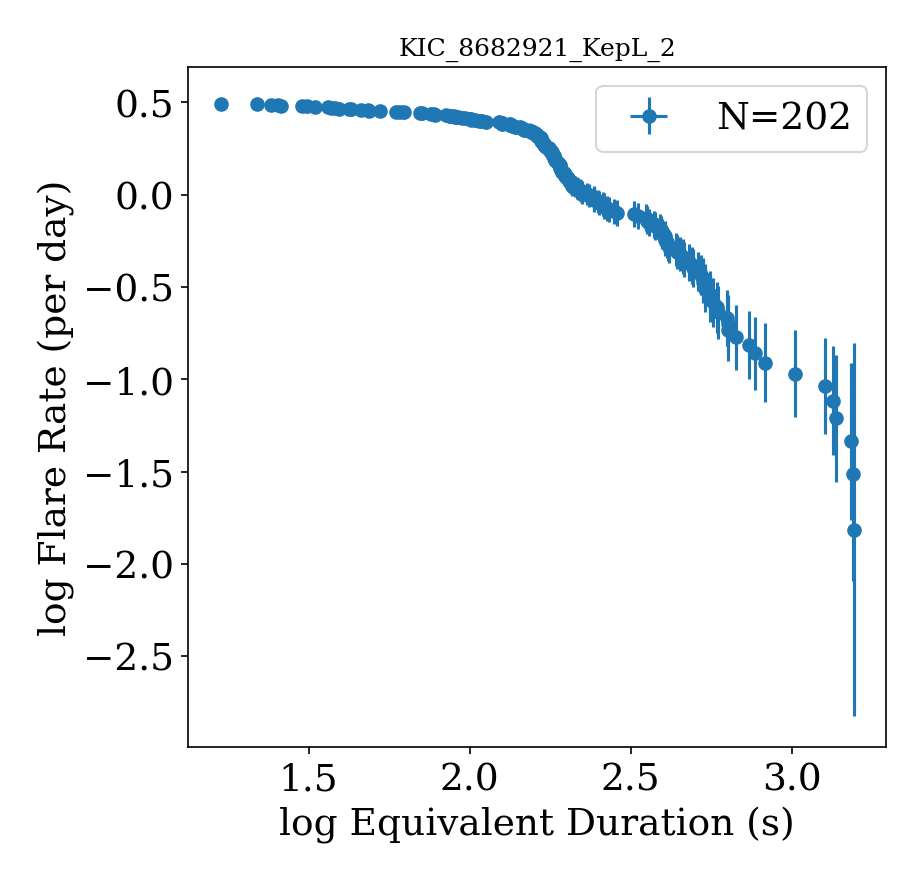 KIC_8682921_KepL_2
N=202
0.5
0.0
−0.5
−1.0
−1.5
−2.0
−2.5
log Flare Rate (per day)
1.5 2.0 2.5 3.0
log Equivalent Duration (s)